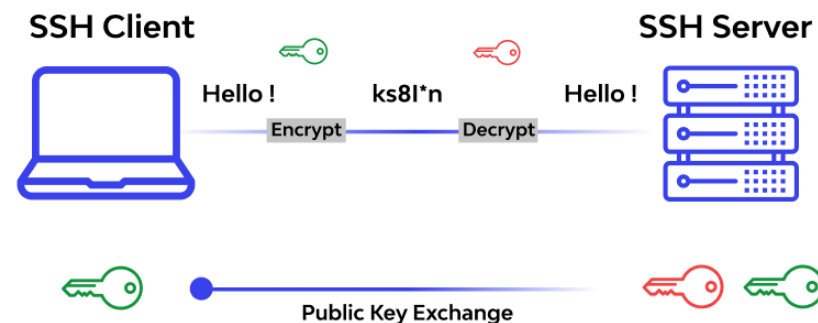 SSH Client
SSH Server
Hello !
ks8I*n
Hello !
Encrypt
Decrypt
Public Key Exchange